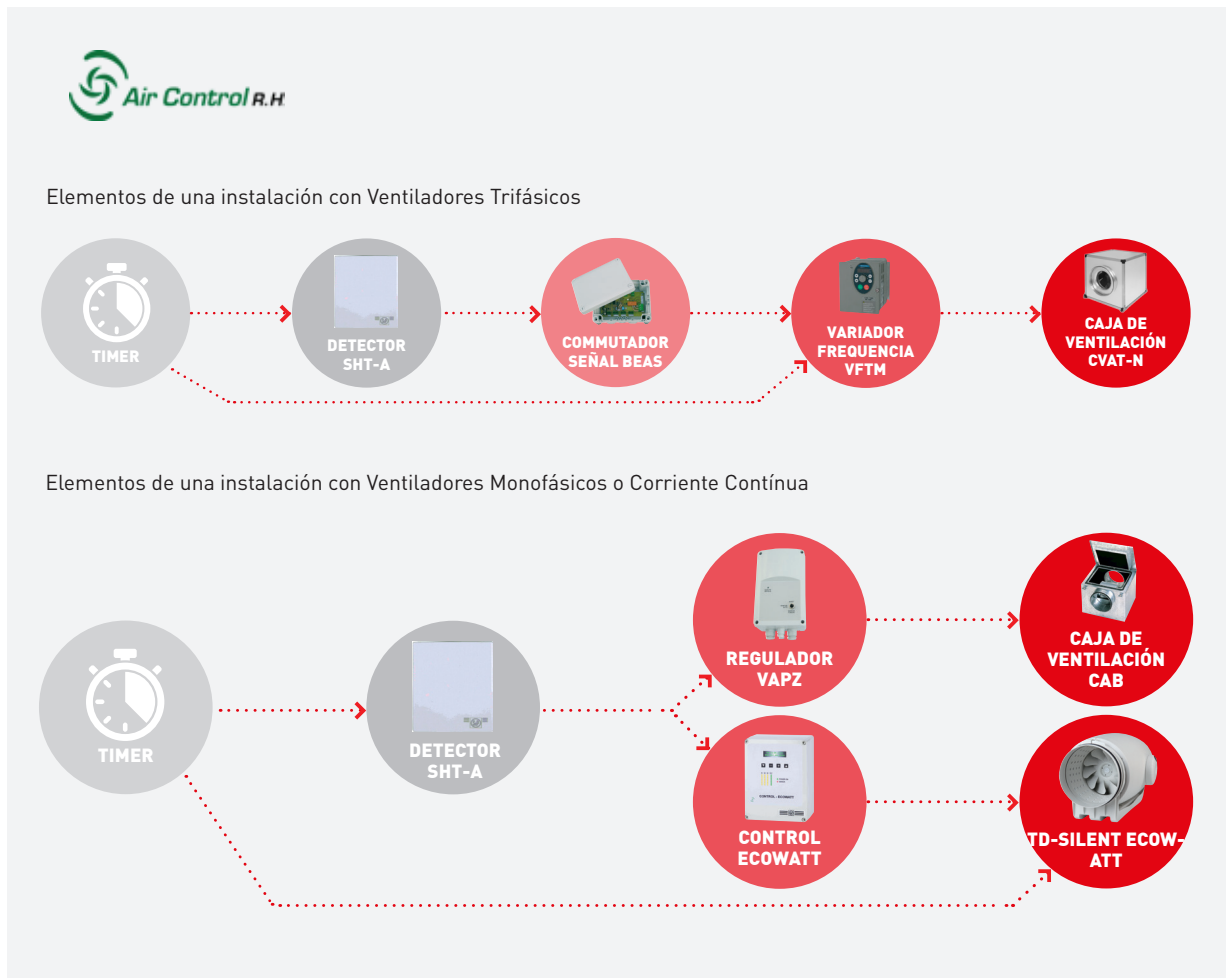 Air Control R.H.
Elementos de una instalación con Ventiladores Trifásicos
TIMER
DETECTOR
SHT-A
COMMUTADOR
SEÑAL BEAS
VARIADOR
FREQUENCIA
VFTM
CAJA DE
VENTILACIÓN
CVAT-N
Elementos de una instalación con Ventiladores Monofásicos o Corriente Contínua
TIMER
DETECTOR
SHT-A
REGULADOR
VAPZ
CAJA DE
VENTILACIÓN
CAB
CONTROL - ECOWATT
CONTROL
ECOWATT
TD-SILENT ECOW-
ATT